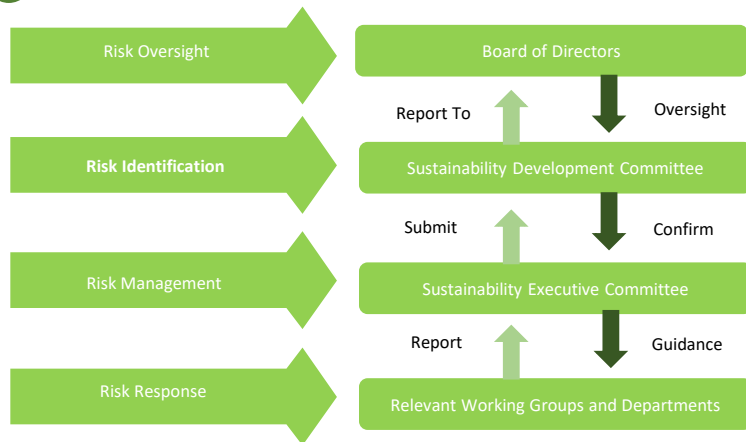 Risk Oversight
Board of Directors
Report To
Oversight
Risk Identification
Sustainability Development Committee
Submit
Confirm
Risk Management
Sustainability Executive Committee
Report
Guidance
Risk Response
Relevant Working Groups and Departments